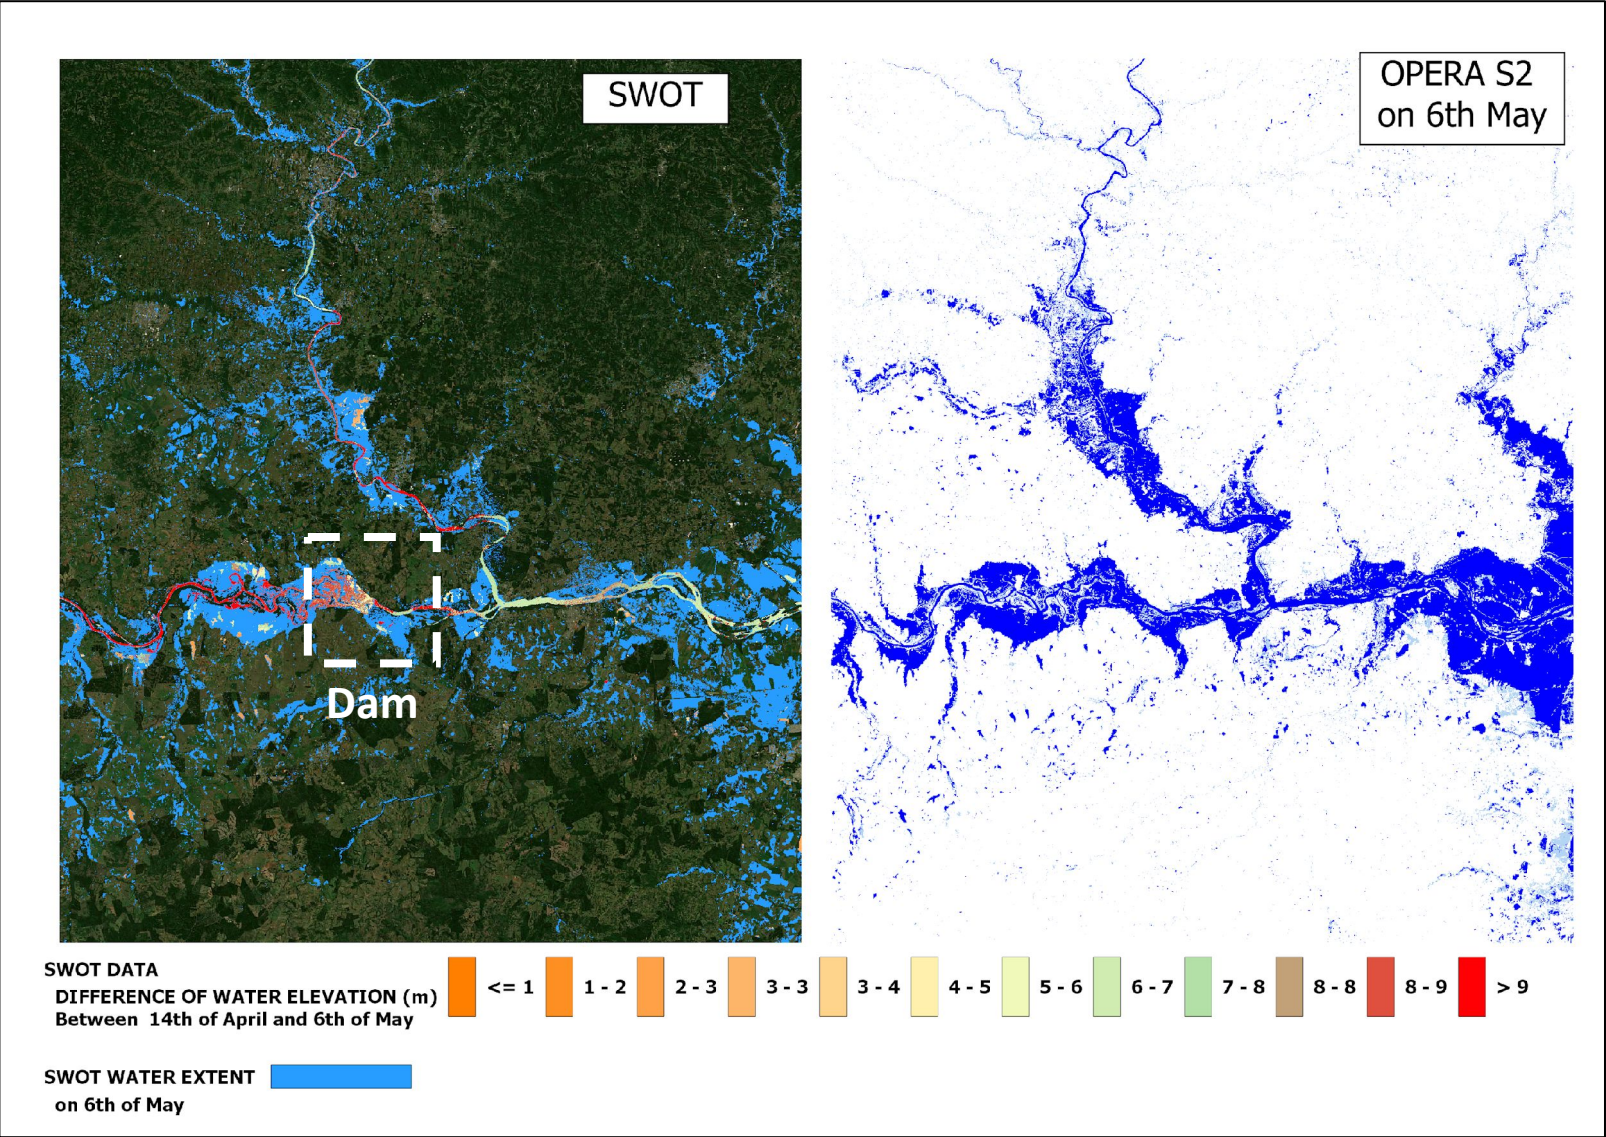 SWOT
OPERA S2
on 6th May
Dam
SWOT DATA
DIFFERENCE OF WATER ELEVATION (m)
Between 14th of April and 6th of May
<= 1
1 - 2
2 - 3
3 - 3
3 - 4
4 - 5
5 - 6
6 - 7
7 - 8
8 - 8
8 - 9
> 9
SWOT WATER EXTENT
on 6th of May